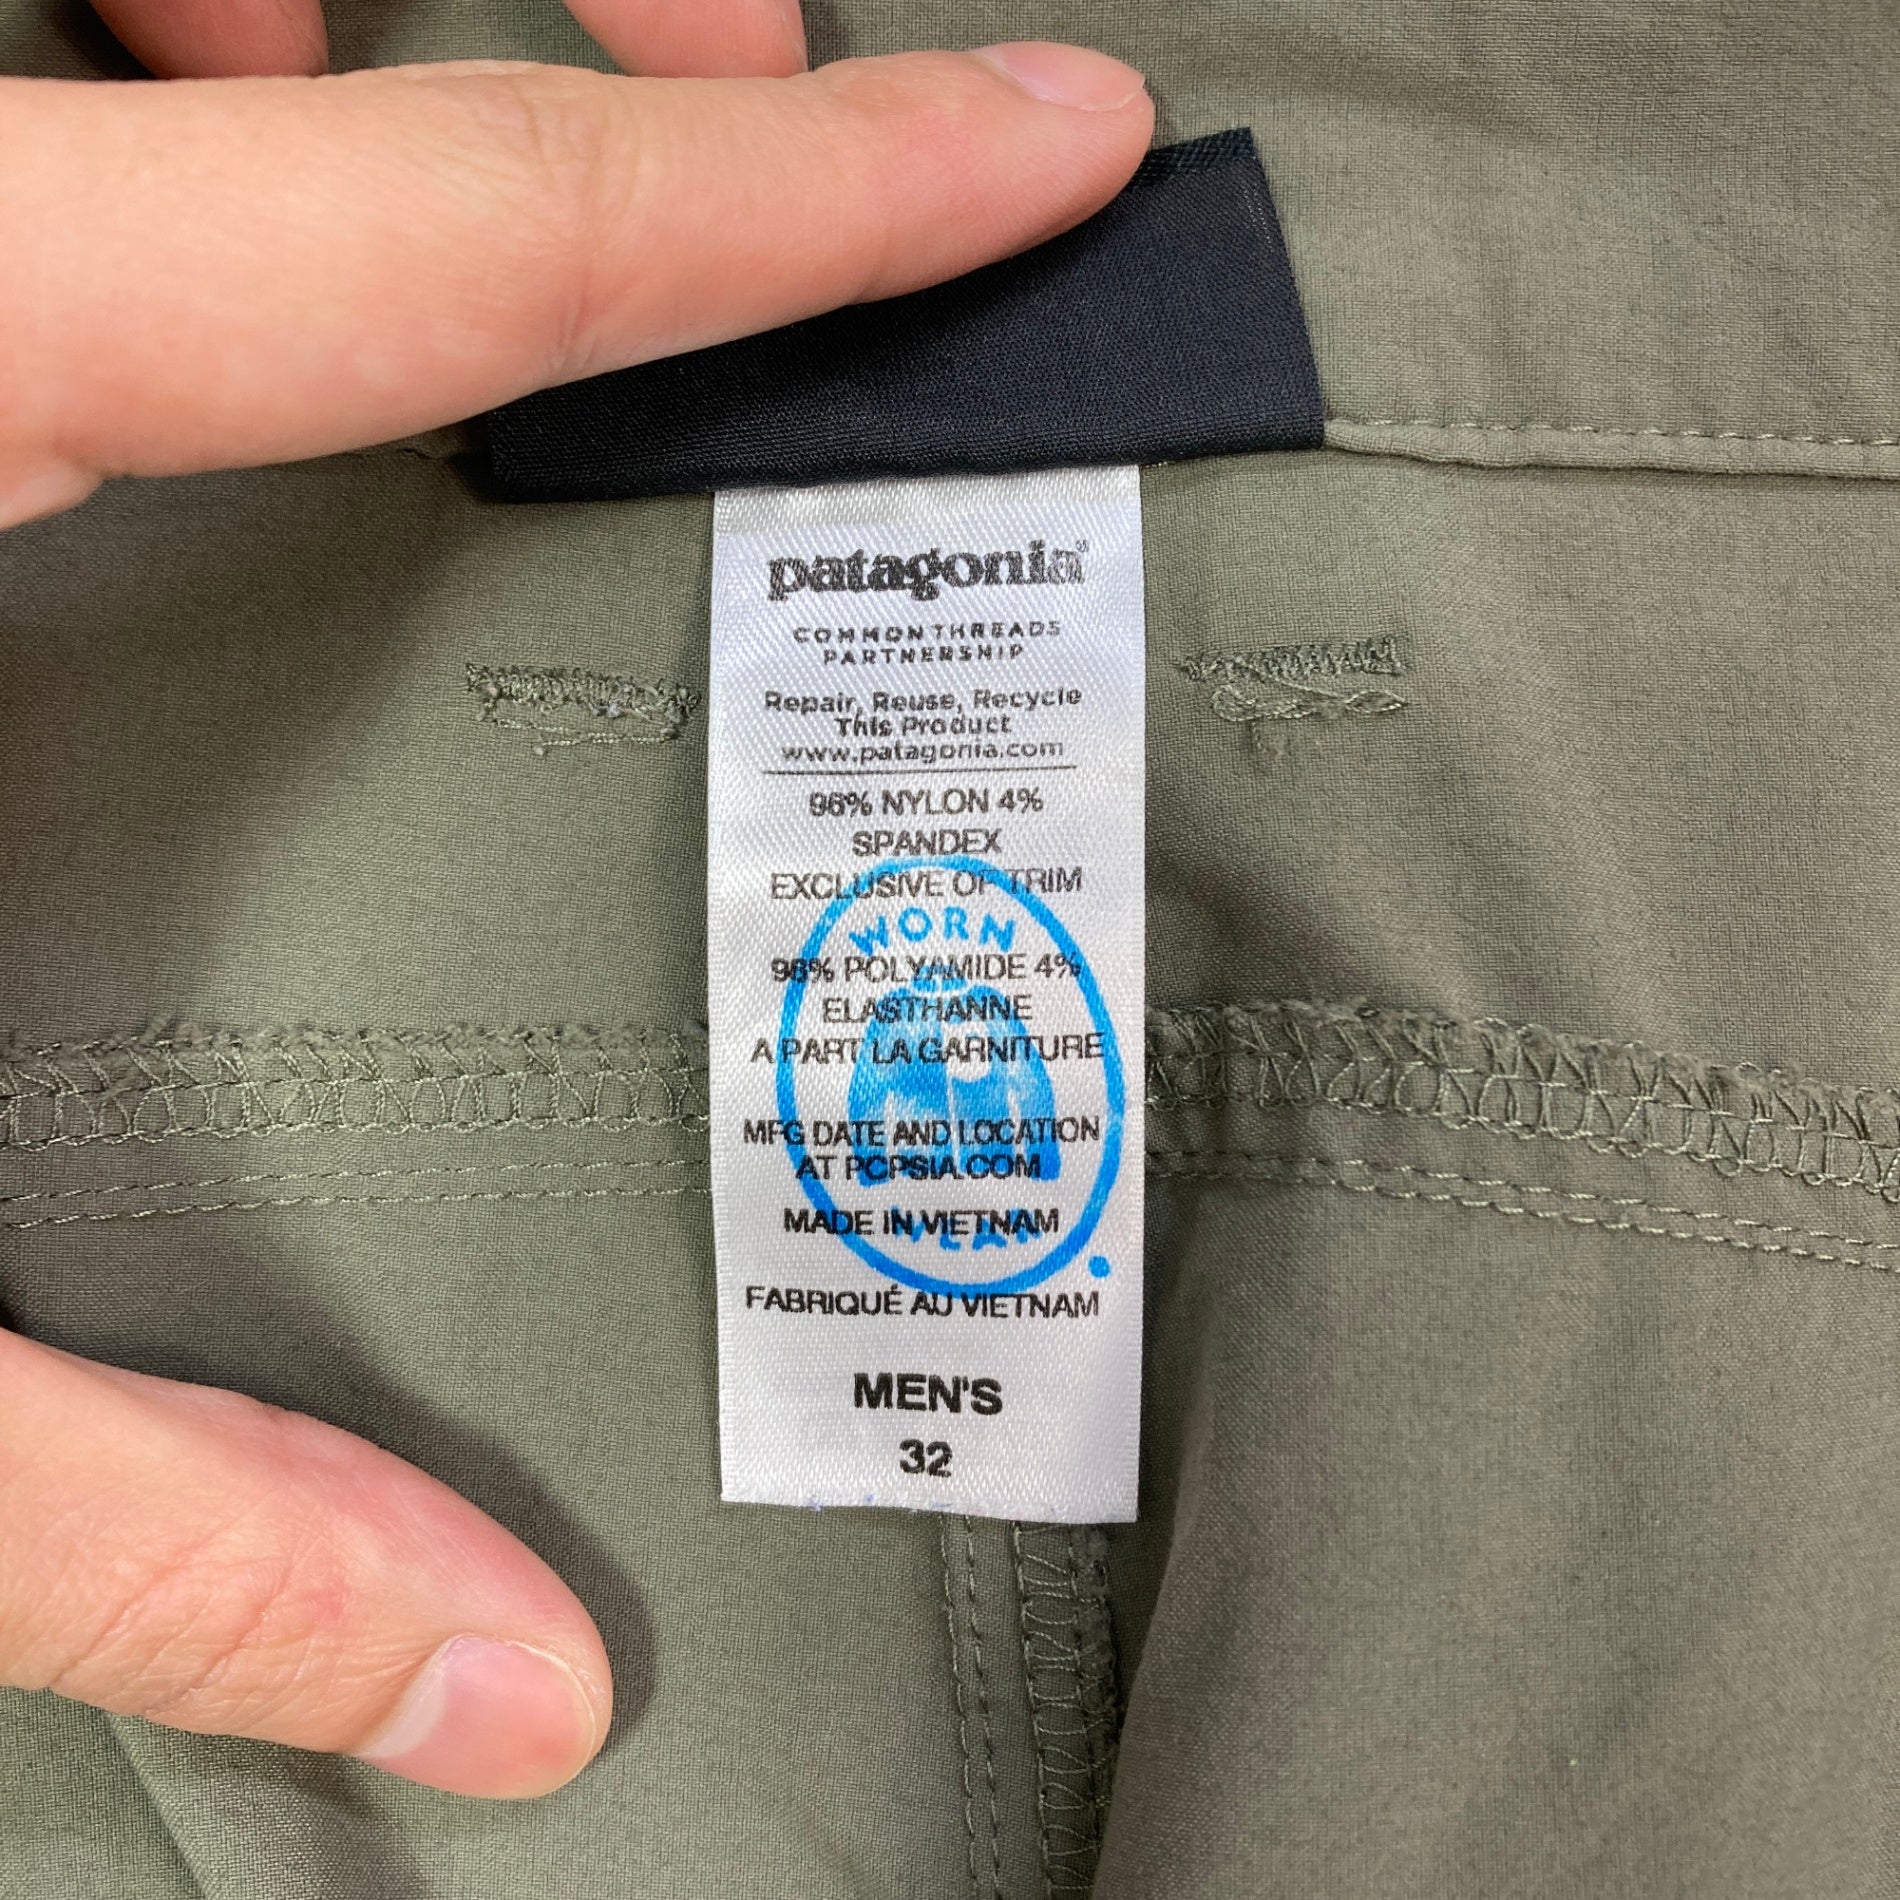 patagonia®
COMMON THREADS
PARTNERSHIP
Repair, Reuse, Recycle
This Product
www.patagonia.com
96% NYLON 4%
SPANDEX
EXCLUSIVE OF TRIM
WORN
96% POLYAMIDE 4%
ELASTHANNE
A PART LA GARNITURE
MFG DATE AND LOCATION
AT PCPSIA.COM
MADE IN VIETNAM
WEAR
FABRIQUÉ AU VIETNAM
MEN'S
32